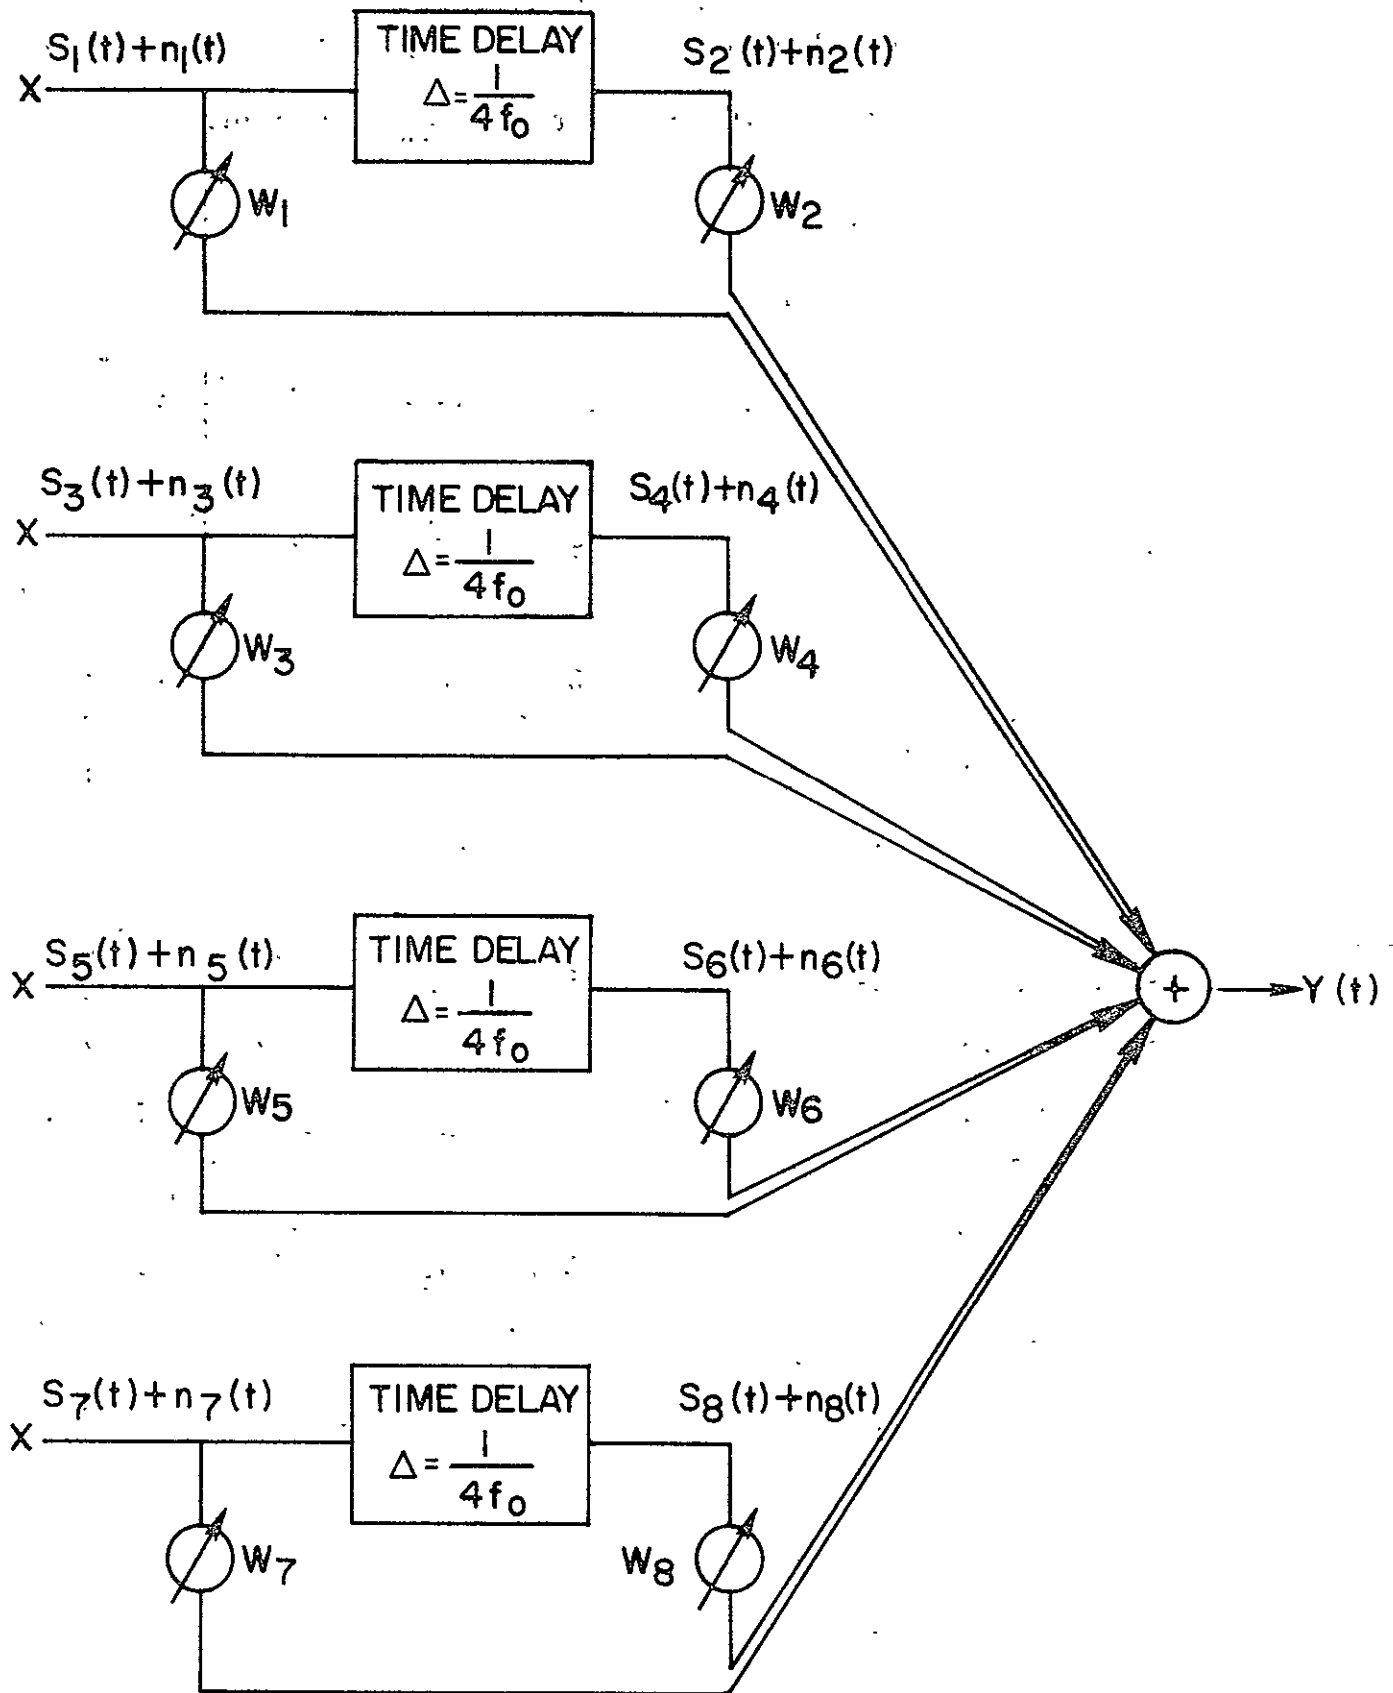 S1(t)+n1(t)
TIME DELAY
Δ=1/4f0
S2(t)+n2(t)
X
W1
W2
S3(t)+n3(t)
TIME DELAY
Δ=1/4f0
S4(t)+n4(t)
X
W3
W4
S5(t)+n5(t)
TIME DELAY
Δ=1/4f0
S6(t)+n6(t)
X
+
Y(t)
W5
W6
S7(t)+n7(t)
TIME DELAY
Δ=1/4f0
S8(t)+n8(t)
X
W7
W8